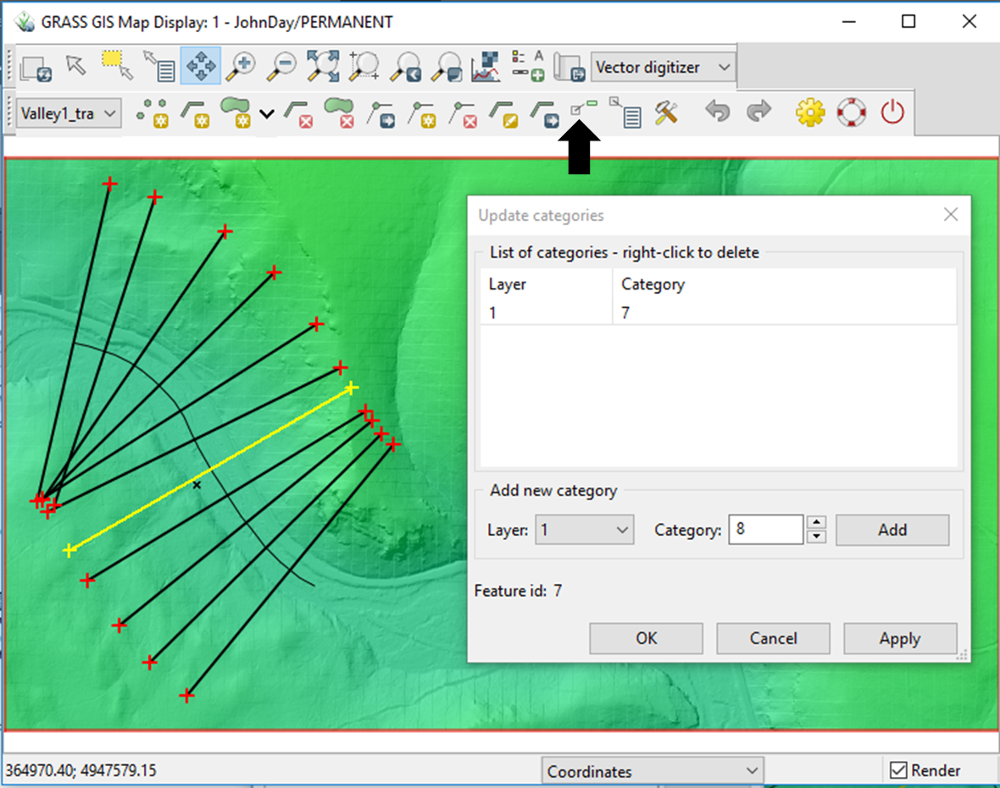 GRASS GIS Map Display: 1 - JohnDay/PERMANENT
A
Vector digitizer
Valley1_tra
Update categories
List of categories - right-click to delete
Layer Category
1 7
Add new category
Layer: 1 Category: 8 Add
Feature id: 7
OK Cancel Apply
364970.40; 4947579.15 Coordinates Render